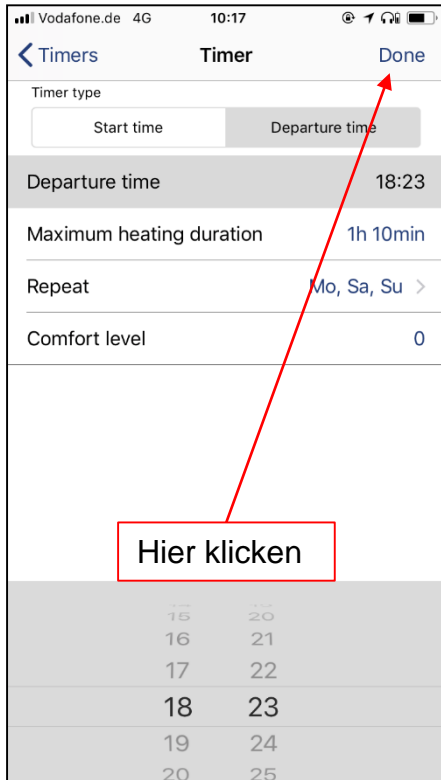 Vodafone.de 4G 10:17
Timers Timer Done
Timer type
Start time Departure time
Departure time 18:23
Maximum heating duration 1h 10min
Repeat Mo, Sa, Su
Comfort level 0
Hier klicken
15 20
16 21
17 22
18 23
19 24
20 25